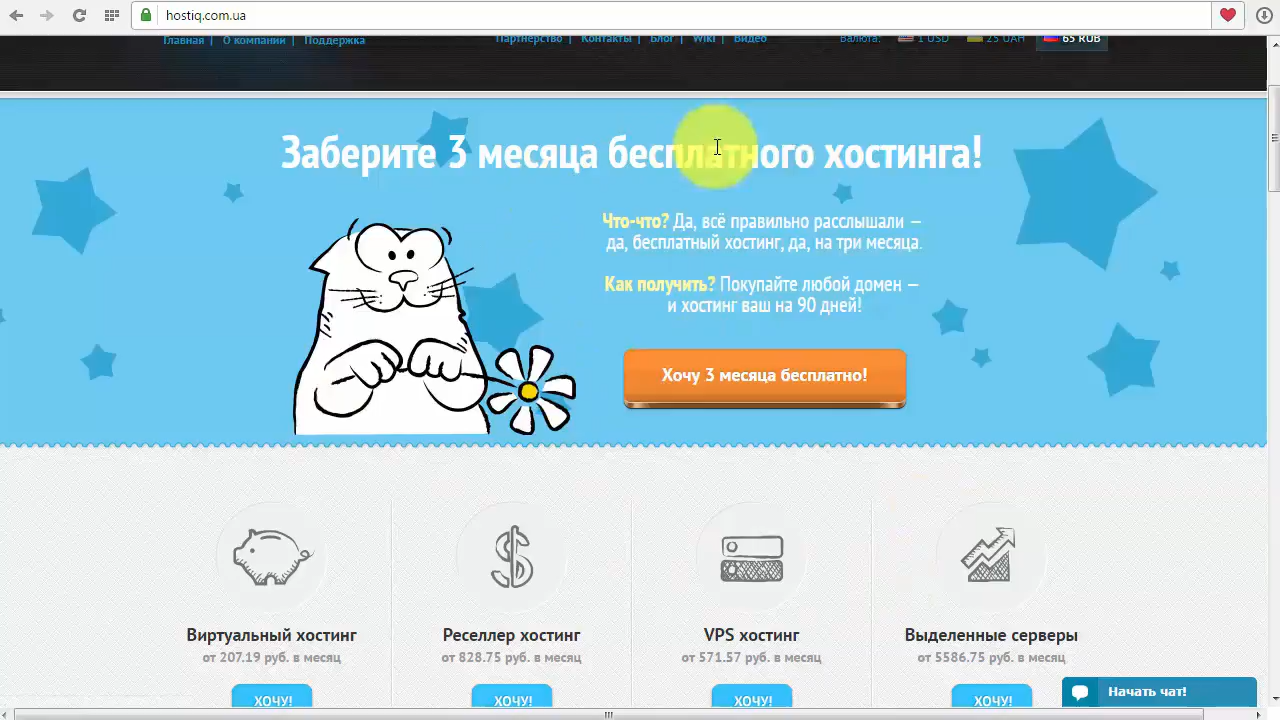 hostiq.com.ua
Главная | О компании | Поддержка Партнерство | Контакты | Блог | Wiki | Видео Валюта: 1 USD 25 UAH 65 RUB
Заберите 3 месяца бесплатного хостинга!
Что-что? Да, всё правильно расслышали —
да, бесплатный хостинг, да, на три месяца.
Как получить? Покупайте любой домен —
и хостинг ваш на 90 дней!
Хочу 3 месяца бесплатно!
Виртуальный хостинг Реселлер хостинг VPS хостинг Выделенные серверы
от 207.19 руб. в месяц от 828.75 руб. в месяц от 571.57 руб. в месяц от 5586.75 руб. в месяц
ХОЧУ! ХОЧУ! ХОЧУ! ХОЧУ!
Начать чат!